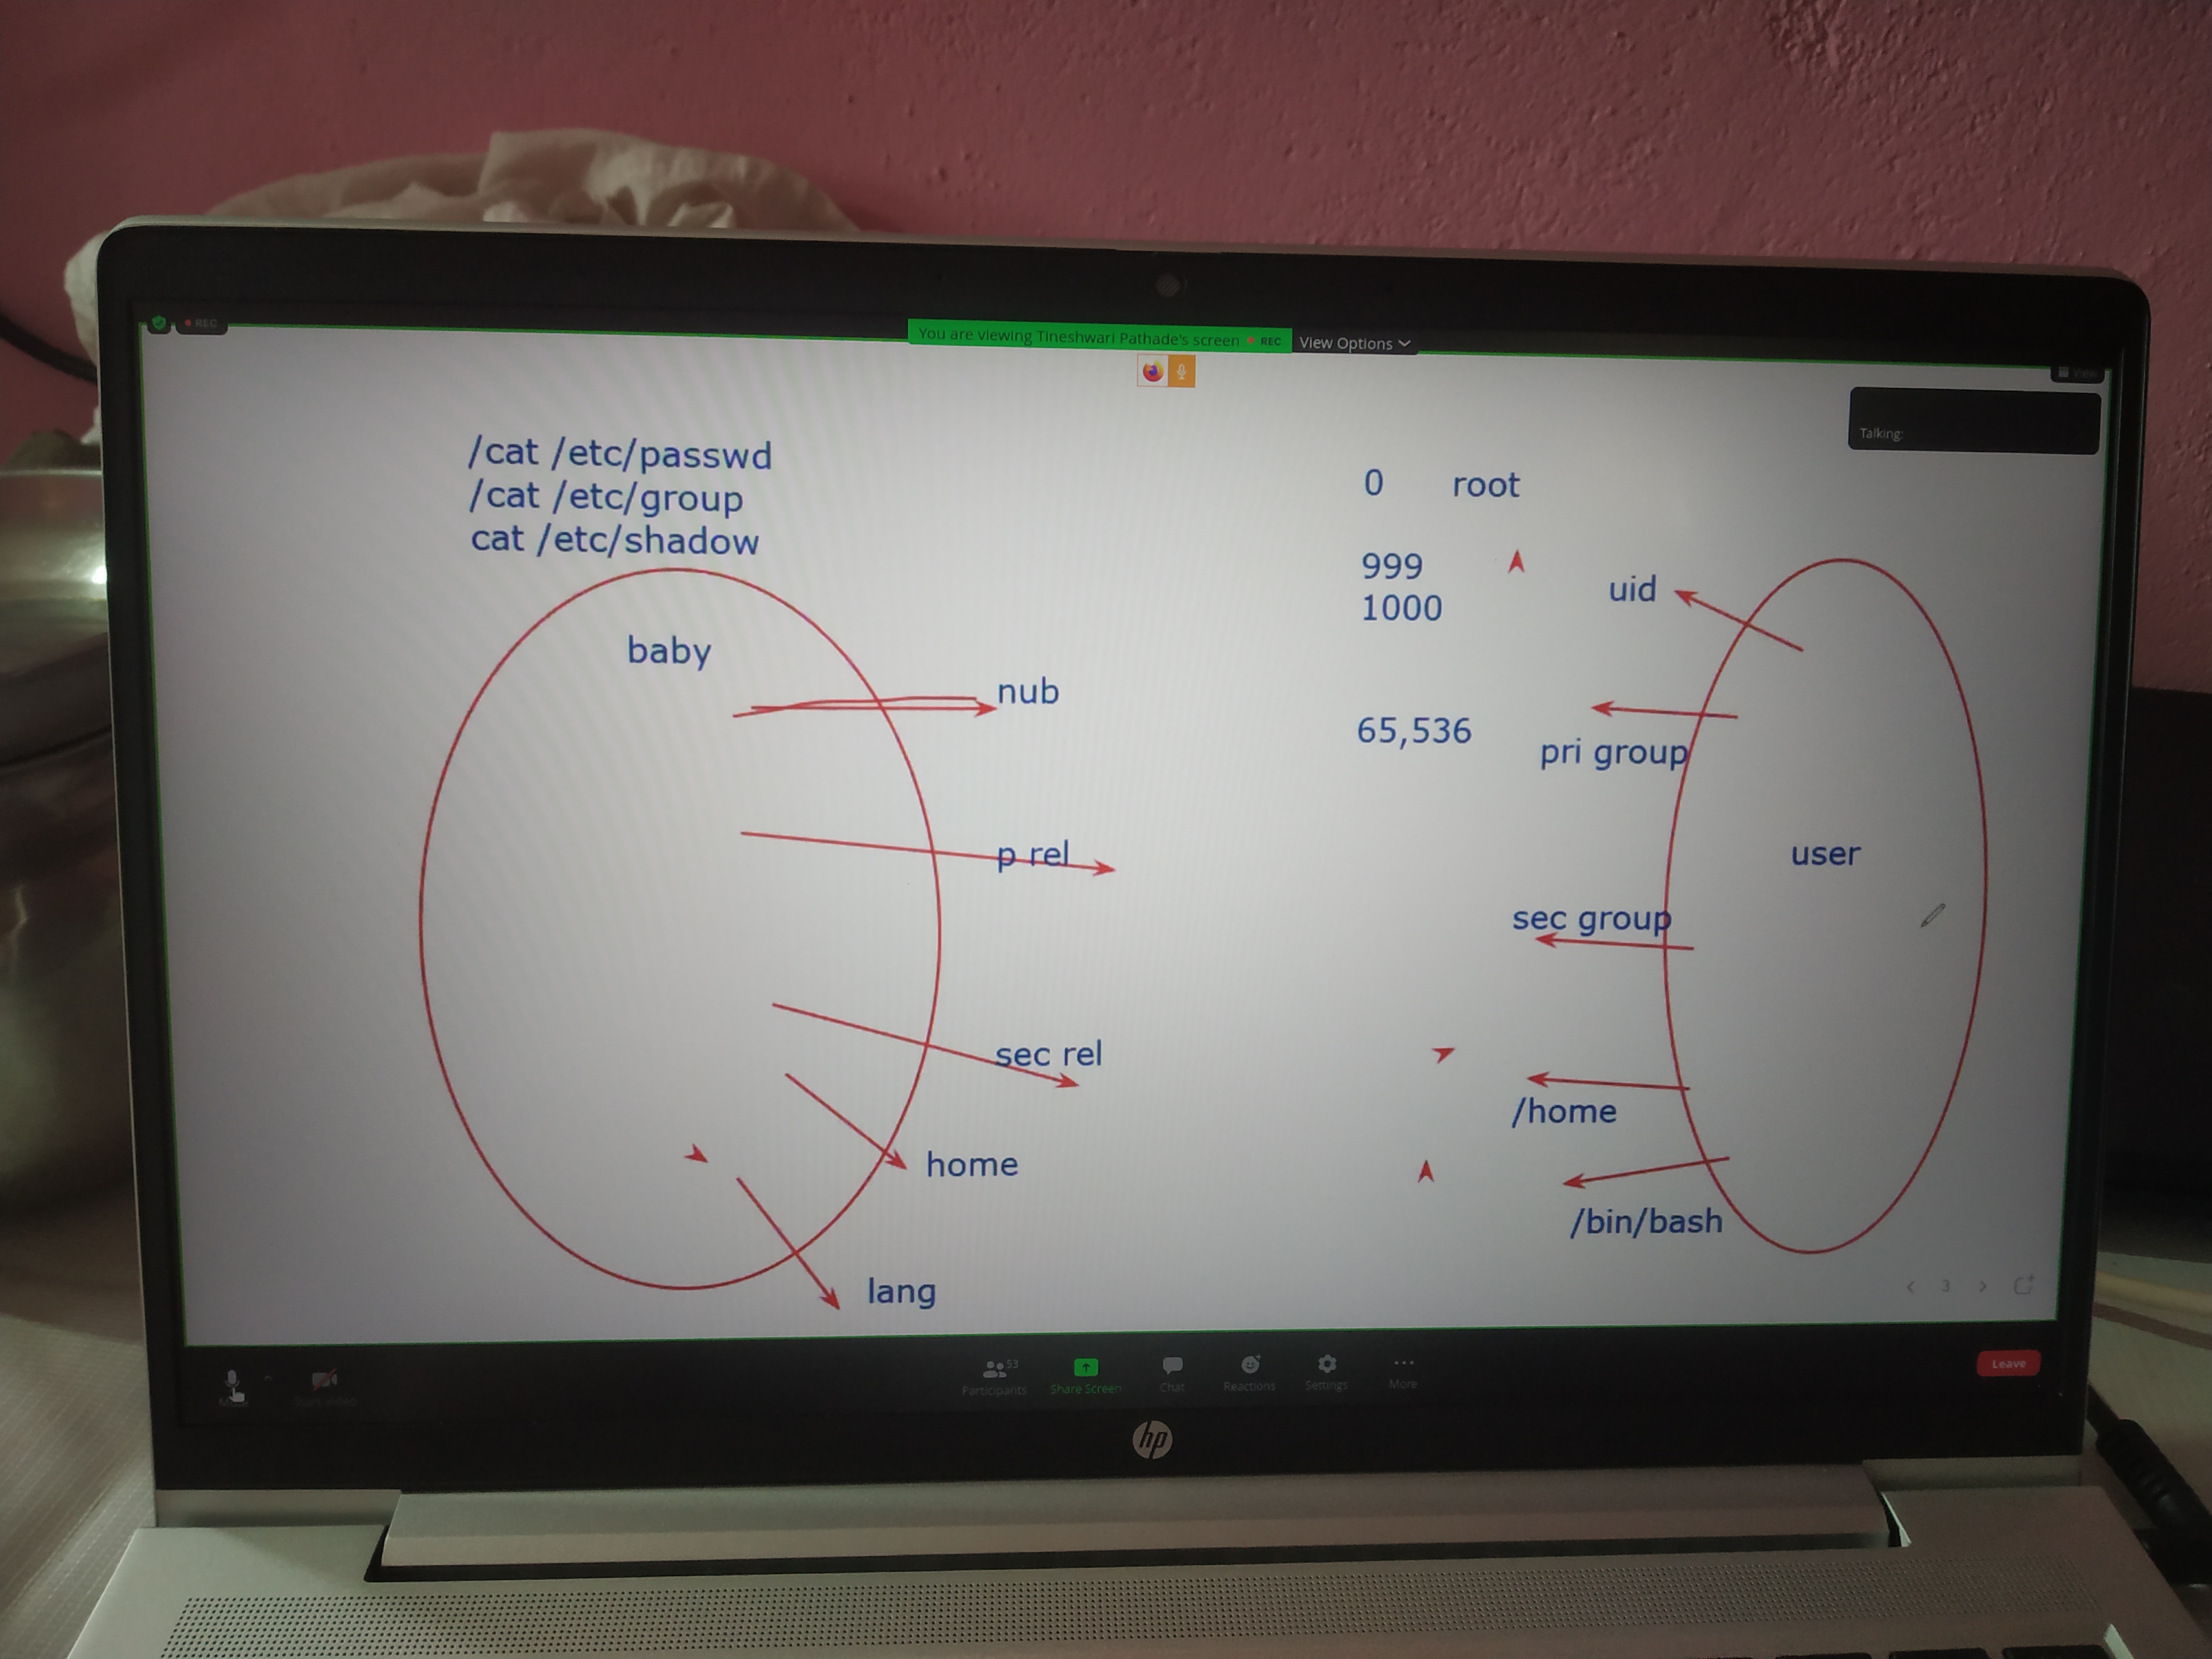 REC
You are viewing Tineshwari Pathade's screen REC
View Options
View
Talking:
/cat /etc/passwd
/cat /etc/group
cat /etc/shadow
baby
nub
p rel
sec rel
home
lang
0 root
999
1000
65,536
uid
pri group
user
sec group
/home
/bin/bash
3
53
Participants
Share Screen
Chat
Reactions
Settings
More
Leave
hp